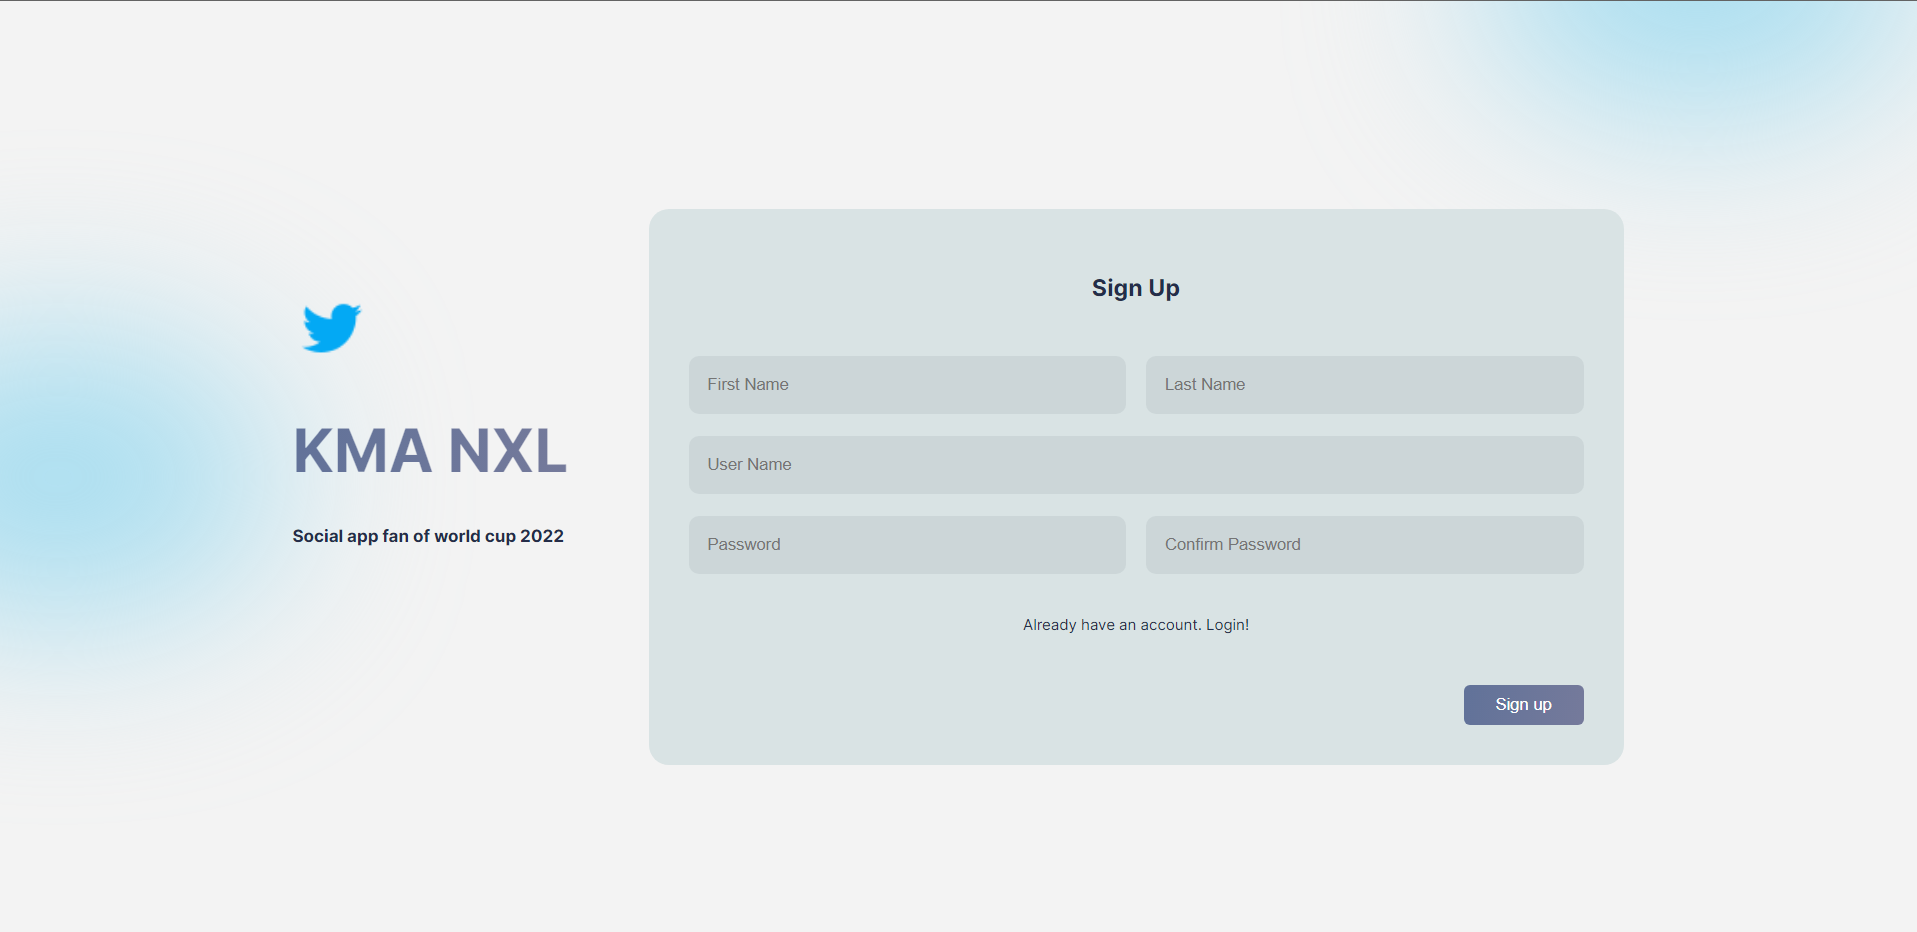 KMA NXL
Social app fan of world cup 2022
Sign Up
First Name
Last Name
User Name
Password
Confirm Password
Already have an account. Login!
Sign up